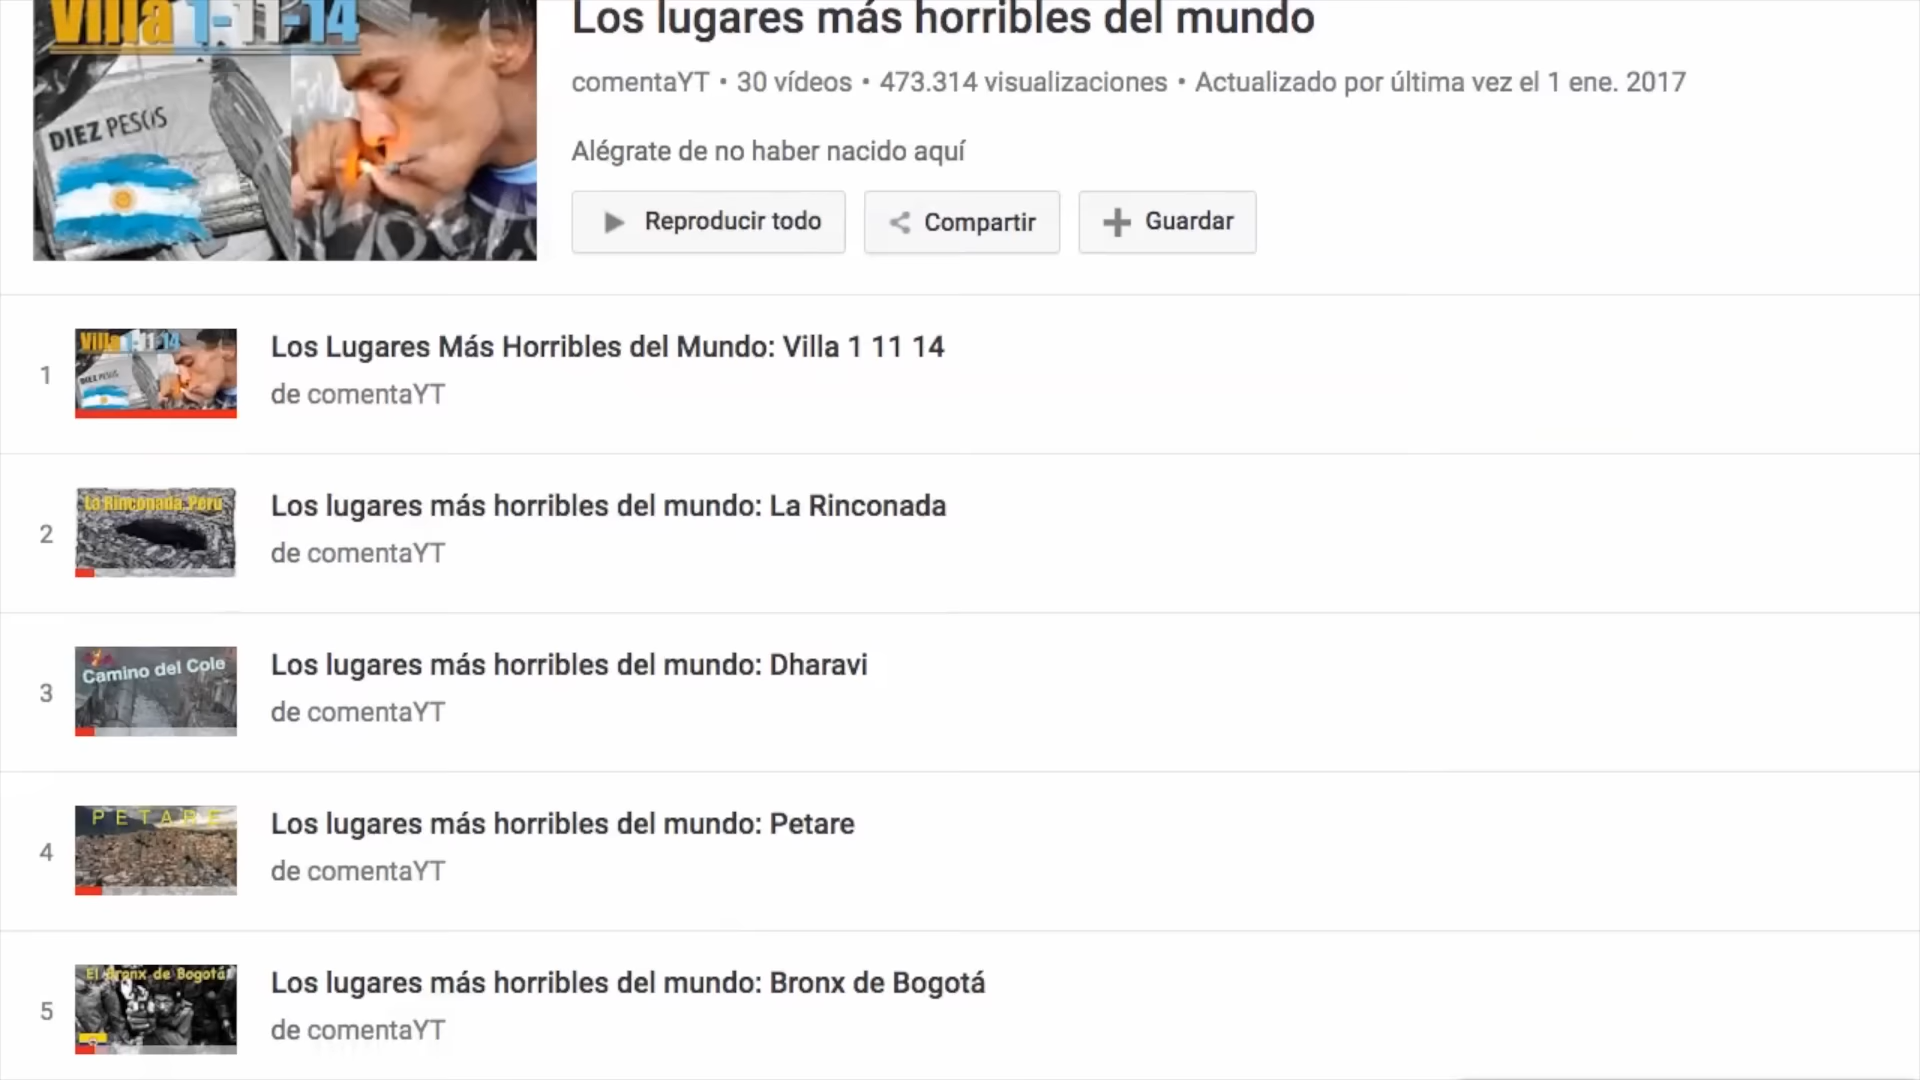 Villa 1-11-14
Los lugares más horribles del mundo
comentaYT • 30 vídeos • 473.314 visualizaciones • Actualizado por última vez el 1 ene. 2017
DIEZ PESOS
Alégrate de no haber nacido aquí
Reproducir todo
Compartir
Guardar
1
Villa 1-11-14
DIEZ PESOS
Los Lugares Más Horribles del Mundo: Villa 1 11 14
de comentaYT
2
La Rinconada, Perú
Los lugares más horribles del mundo: La Rinconada
de comentaYT
3
Camino del Cole
Los lugares más horribles del mundo: Dharavi
de comentaYT
4
PETARE
Los lugares más horribles del mundo: Petare
de comentaYT
5
El Bronx de Bogotá
Los lugares más horribles del mundo: Bronx de Bogotá
de comentaYT